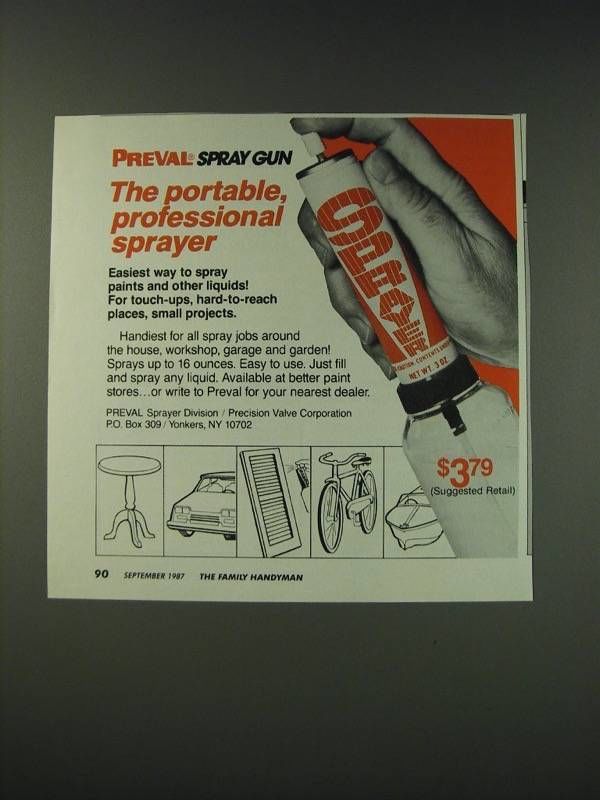 PREVAL® SPRAY GUN
The portable,
professional
sprayer
Easiest way to spray
paints and other liquids!
For touch-ups, hard-to-reach
places, small projects.
Handiest for all spray jobs around
the house, workshop, garage and garden!
Sprays up to 16 ounces. Easy to use. Just fill
and spray any liquid. Available at better paint
stores...or write to Preval for your nearest dealer.
PREVAL Sprayer Division / Precision Valve Corporation
P.O. Box 309 / Yonkers, NY 10702
SPRAYER
CAUTION: CONTENTS UNDER
NET WT. 3 OZ
$3.79
(Suggested Retail)
90 SEPTEMBER 1987 THE FAMILY HANDYMAN